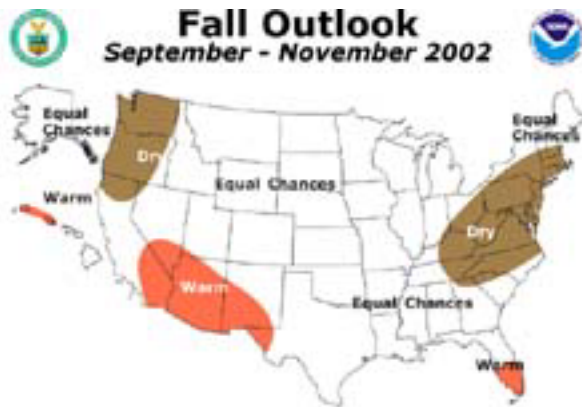 Fall Outlook
September - November 2002
Equal
Chances
Equal
Chances
Dry
Equal Chances
Warm
Dry
Warm
Equal Chances
Warm